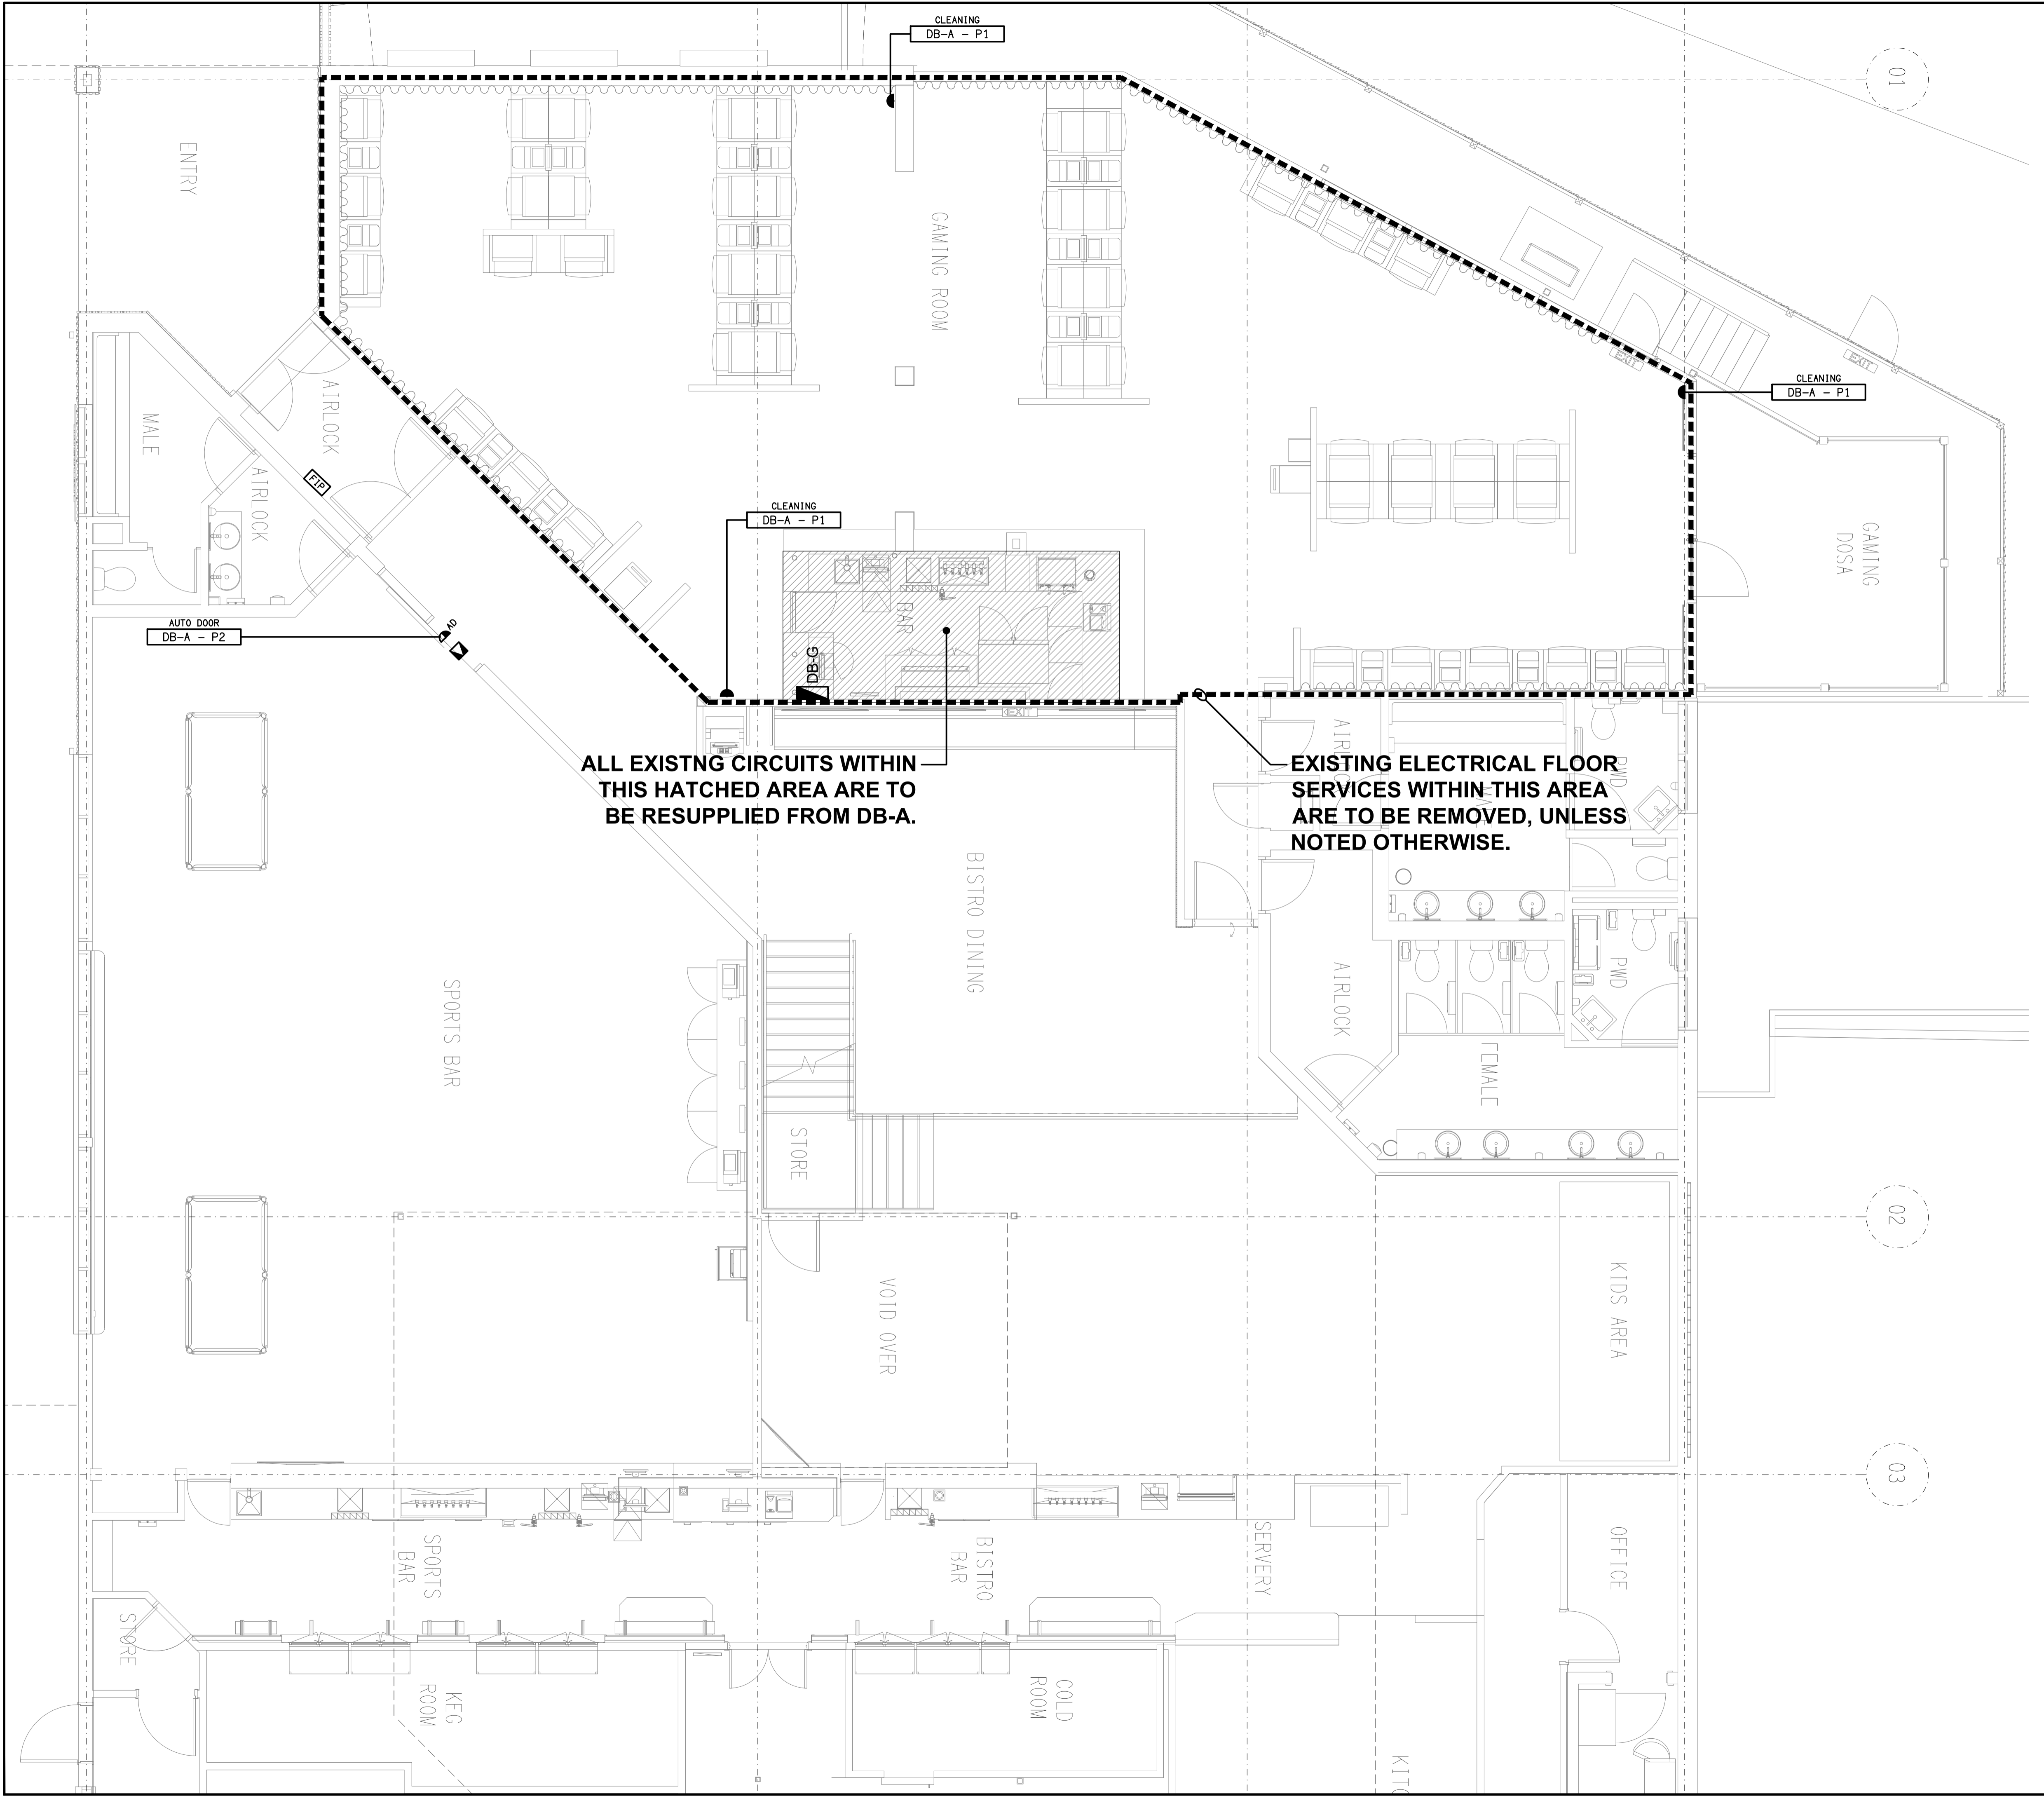 CLEANING
DB-A - P1
01
ENTRY
GAMING ROOM
EXIT
EXIT
CLEANING
DB-A - P1
AIRLOCK
MALE
AIRLOCK
FIP
CLEANING
DB-A - P1
GAMING
DOSA
AUTO DOOR
DB-A - P2
AD
BAR
DB-G
EXIT
AIRLOCK
PWD
MALE
ALL EXISTNG CIRCUITS WITHIN
THIS HATCHED AREA ARE TO
BE RESUPPLIED FROM DB-A.
EXISTING ELECTRICAL FLOOR
SERVICES WITHIN THIS AREA
ARE TO BE REMOVED, UNLESS
NOTED OTHERWISE.
BISTRO DINING
SPORTS BAR
AIRLOCK
PWD
FEMALE
STORE
02
VOID OVER
KIDS AREA
03
SPORTS
BAR
BISTRO
BAR
SERVERY
OFFICE
STORE
KEG
ROOM
COLD
ROOM